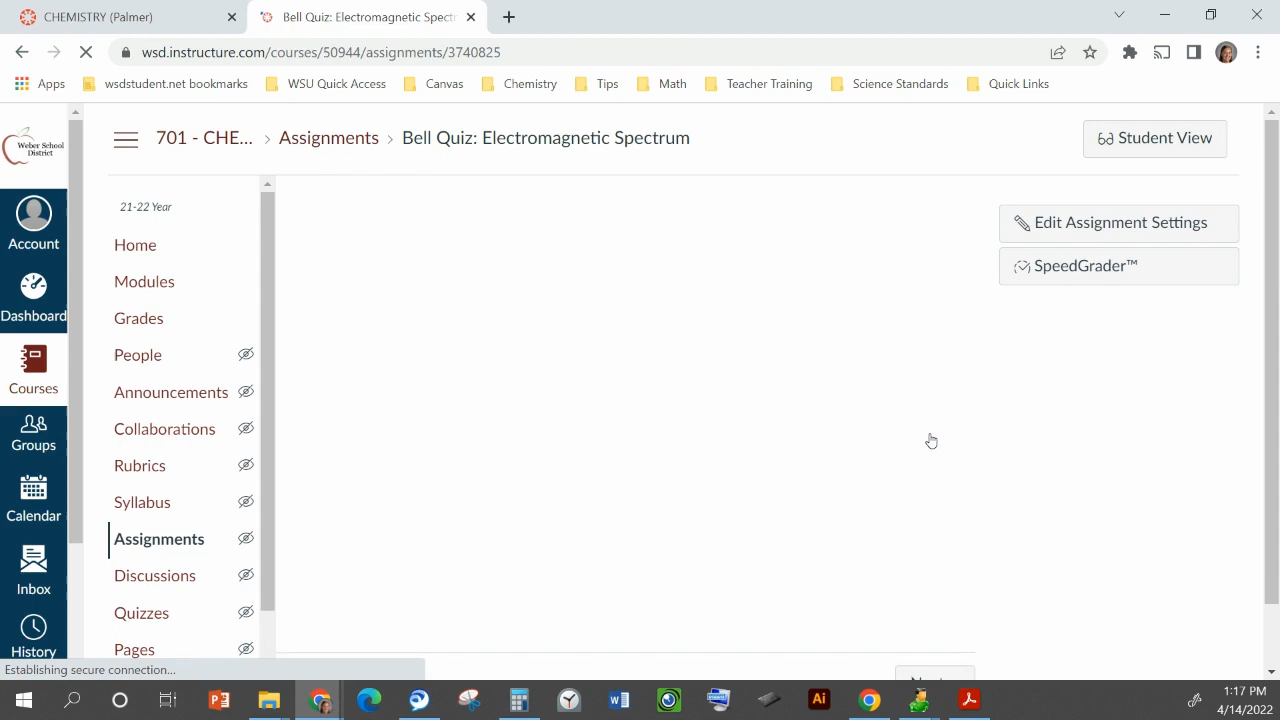 CHEMISTRY (Palmer)
Bell Quiz: Electromagnetic Spectr
wsd.instructure.com/courses/50944/assignments/3740825
Apps
wsdstudent.net bookmarks
WSU Quick Access
Canvas
Chemistry
Tips
Math
Teacher Training
Science Standards
Quick Links
Weber School
District
701 - CHE... › Assignments › Bell Quiz: Electromagnetic Spectrum
Student View
21-22 Year
Edit Assignment Settings
SpeedGrader™
Account
Dashboard
Courses
Groups
Calendar
Inbox
History
Home
Modules
Grades
People
Announcements
Collaborations
Rubrics
Syllabus
Assignments
Discussions
Quizzes
Pages
Establishing secure connection...
1:17 PM
4/14/2022